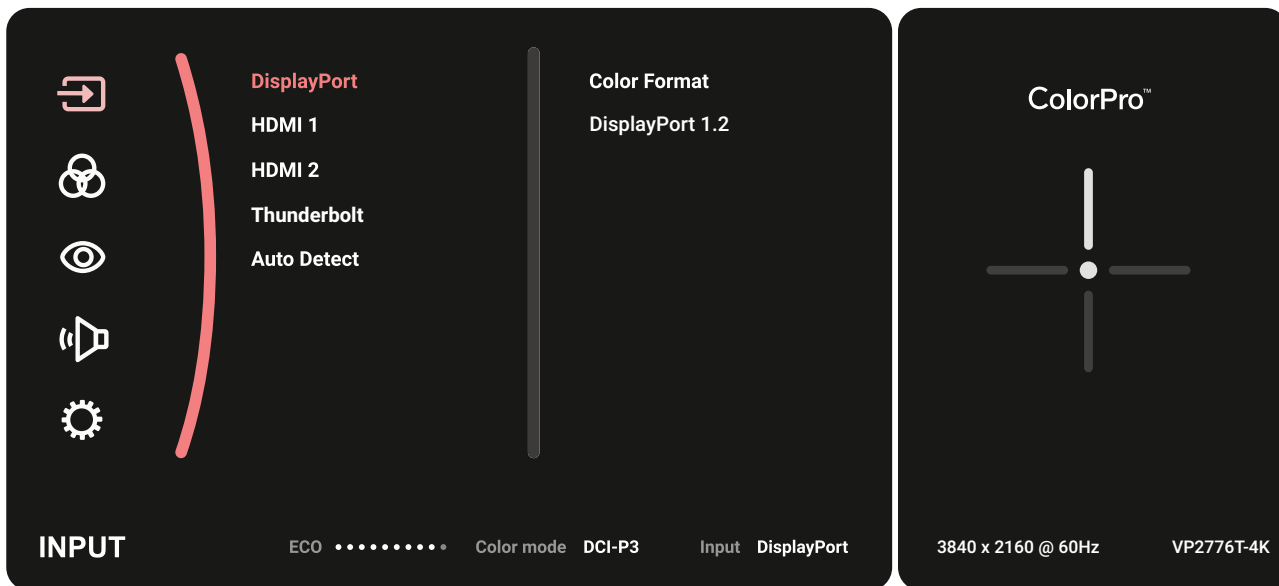 DisplayPort
HDMI 1
HDMI 2
Thunderbolt
Auto Detect
Color Format
DisplayPort 1.2
INPUT
ECO
Color mode DCI-P3
Input DisplayPort
ColorPro™
3840 x 2160 @ 60Hz
VP2776T-4K